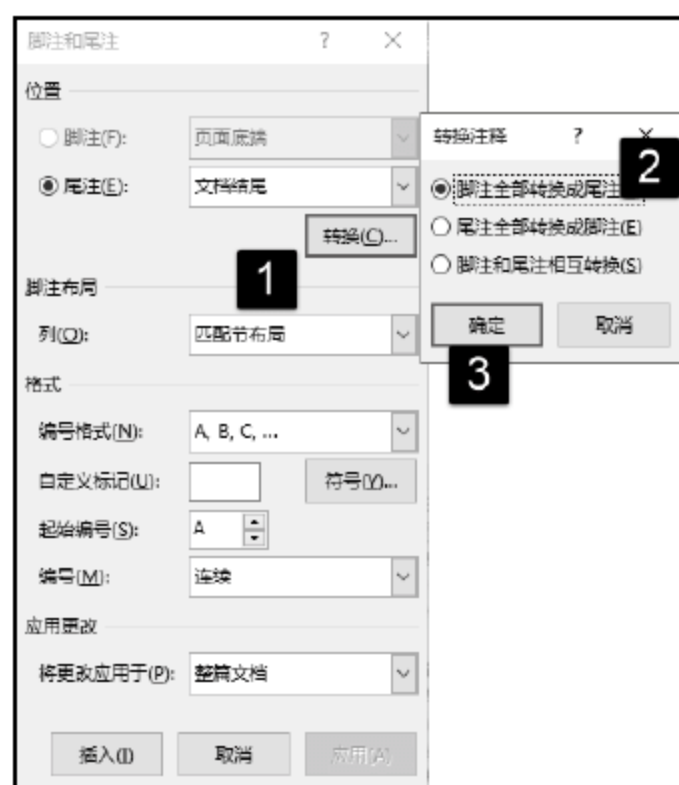 脚注和尾注 ? ×
位置
脚注(F): 页面底端
尾注(E): 文档结尾
转换(C)...
1
脚注布局
列(O): 匹配节布局
格式
编号格式(N): A, B, C, ...
自定义标记(U): 符号(Y)...
起始编号(S): A
编号(M): 连续
应用更改
将更改应用于(P): 整篇文档
插入(I) 取消 应用(A)
转换注释 ? ×
2
脚注全部转换成尾注
尾注全部转换成脚注(E)
脚注和尾注相互转换(S)
确定 取消
3